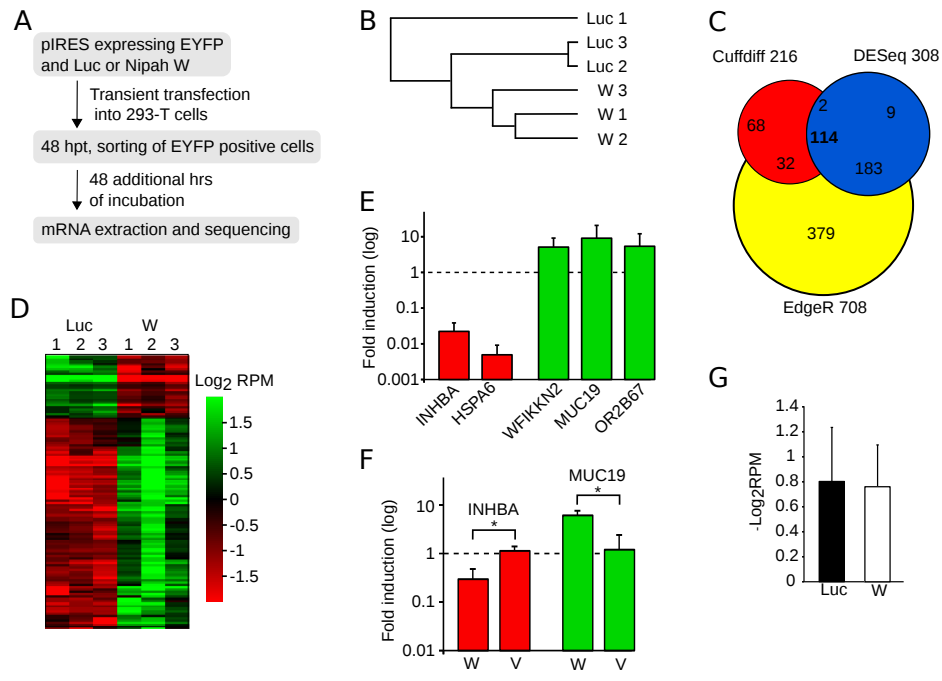 A
pIRES expressing EYFP
and Luc or Nipah W
Transient transfection
into 293-T cells
48 hpt, sorting of EYFP positive cells
48 additional hrs
of incubation
mRNA extraction and sequencing
B
Luc 1
Luc 3
Luc 2
W 3
W 1
W 2
C
Cuffdiff 216
DESeq 308
2
9
68
114
32
183
379
EdgeR 708
D
Luc
W
1 2 3 1 2 3
Log2 RPM
1.5
1
0.5
0
-0.5
-1
-1.5
E
Fold induction (log)
10
1
0.1
0.01
0.001
INHBA
HSPA6
WFIKKN2
MUC19
OR2B67
F
Fold induction (log)
10
1
0.1
0.01
INHBA
*
MUC19
*
W
V
W
V
G
-Log2RPM
1.4
1.2
1
0.8
0.6
0.4
0.2
0
Luc
W